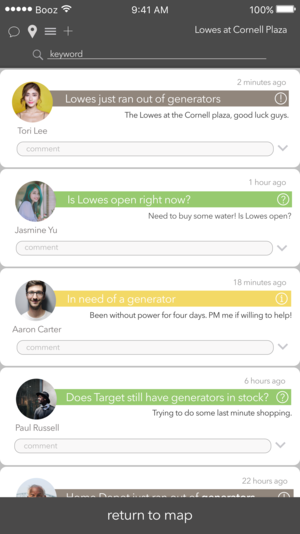 Booz 9:41 AM 100%
Lowes at Cornell Plaza
keyword
2 minutes ago
Lowes just ran out of generators
The Lowes at the Cornell plaza, good luck guys.
Tori Lee
comment
1 hour ago
Is Lowes open right now?
Need to buy some water! Is Lowes open?
Jasmine Yu
comment
18 minutes ago
In need of a generator
Been without power for four days. PM me if willing to help!
Aaron Carter
comment
6 hours ago
Does Target still have generators in stock?
Trying to do some last minute shopping.
Paul Russell
comment
22 hours ago
Home Depot just ran out of generators
return to map